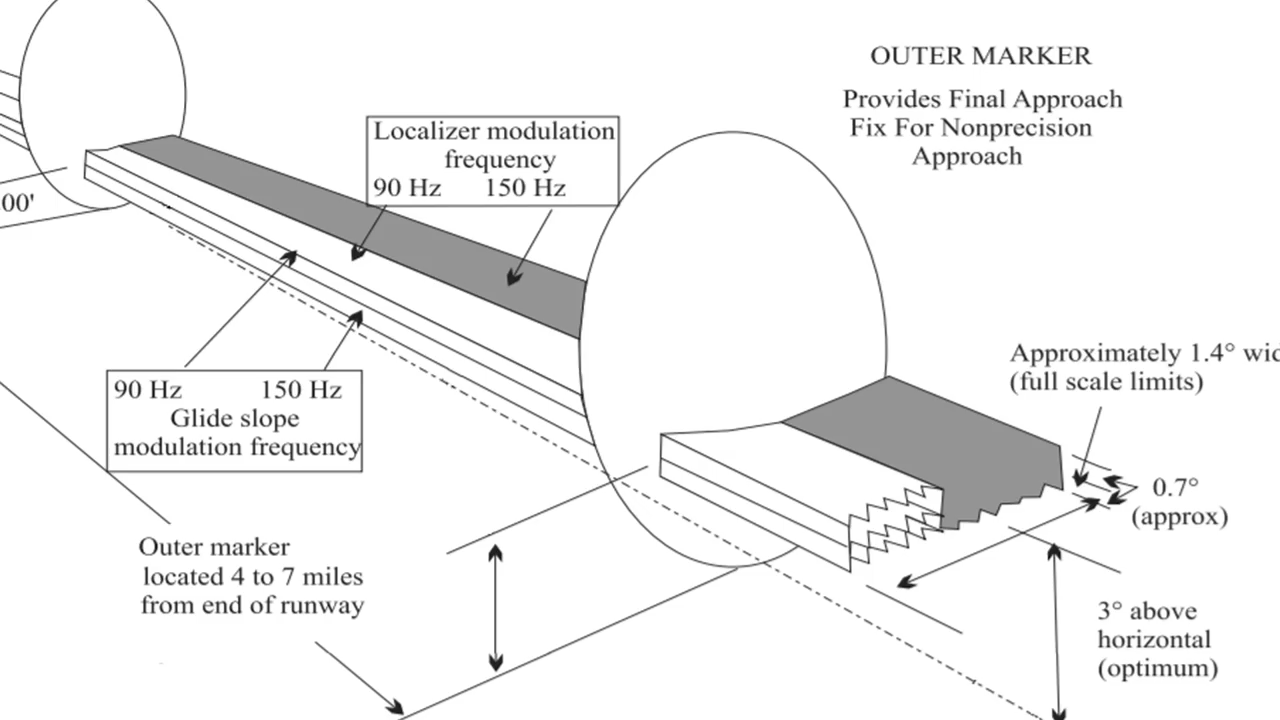 OUTER MARKER
Provides Final Approach
Fix For Nonprecision
Approach
Localizer modulation
frequency
90 Hz 150 Hz
00'
Approximately 1.4° wid
(full scale limits)
90 Hz 150 Hz
Glide slope
modulation frequency
0.7°
(approx)
Outer marker
located 4 to 7 miles
from end of runway
3° above
horizontal
(optimum)